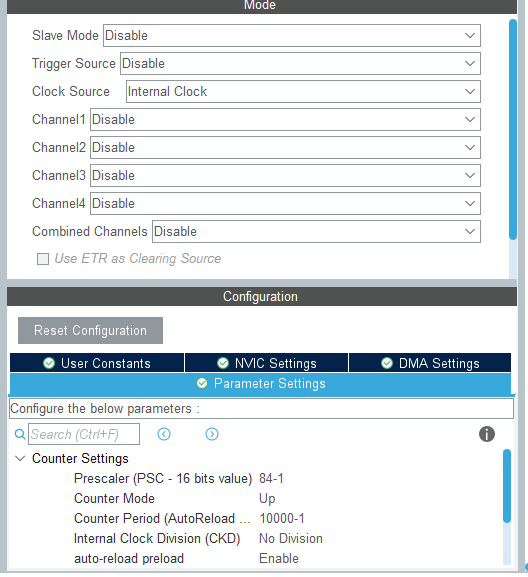 Mode
Slave Mode Disable
Trigger Source Disable
Clock Source Internal Clock
Channel1 Disable
Channel2 Disable
Channel3 Disable
Channel4 Disable
Combined Channels Disable
Use ETR as Clearing Source
Configuration
Reset Configuration
User Constants NVIC Settings DMA Settings
Parameter Settings
Configure the below parameters :
Search (Ctrl+F)
Counter Settings
Prescaler (PSC - 16 bits value) 84-1
Counter Mode Up
Counter Period (AutoReload ... 10000-1
Internal Clock Division (CKD) No Division
auto-reload preload Enable